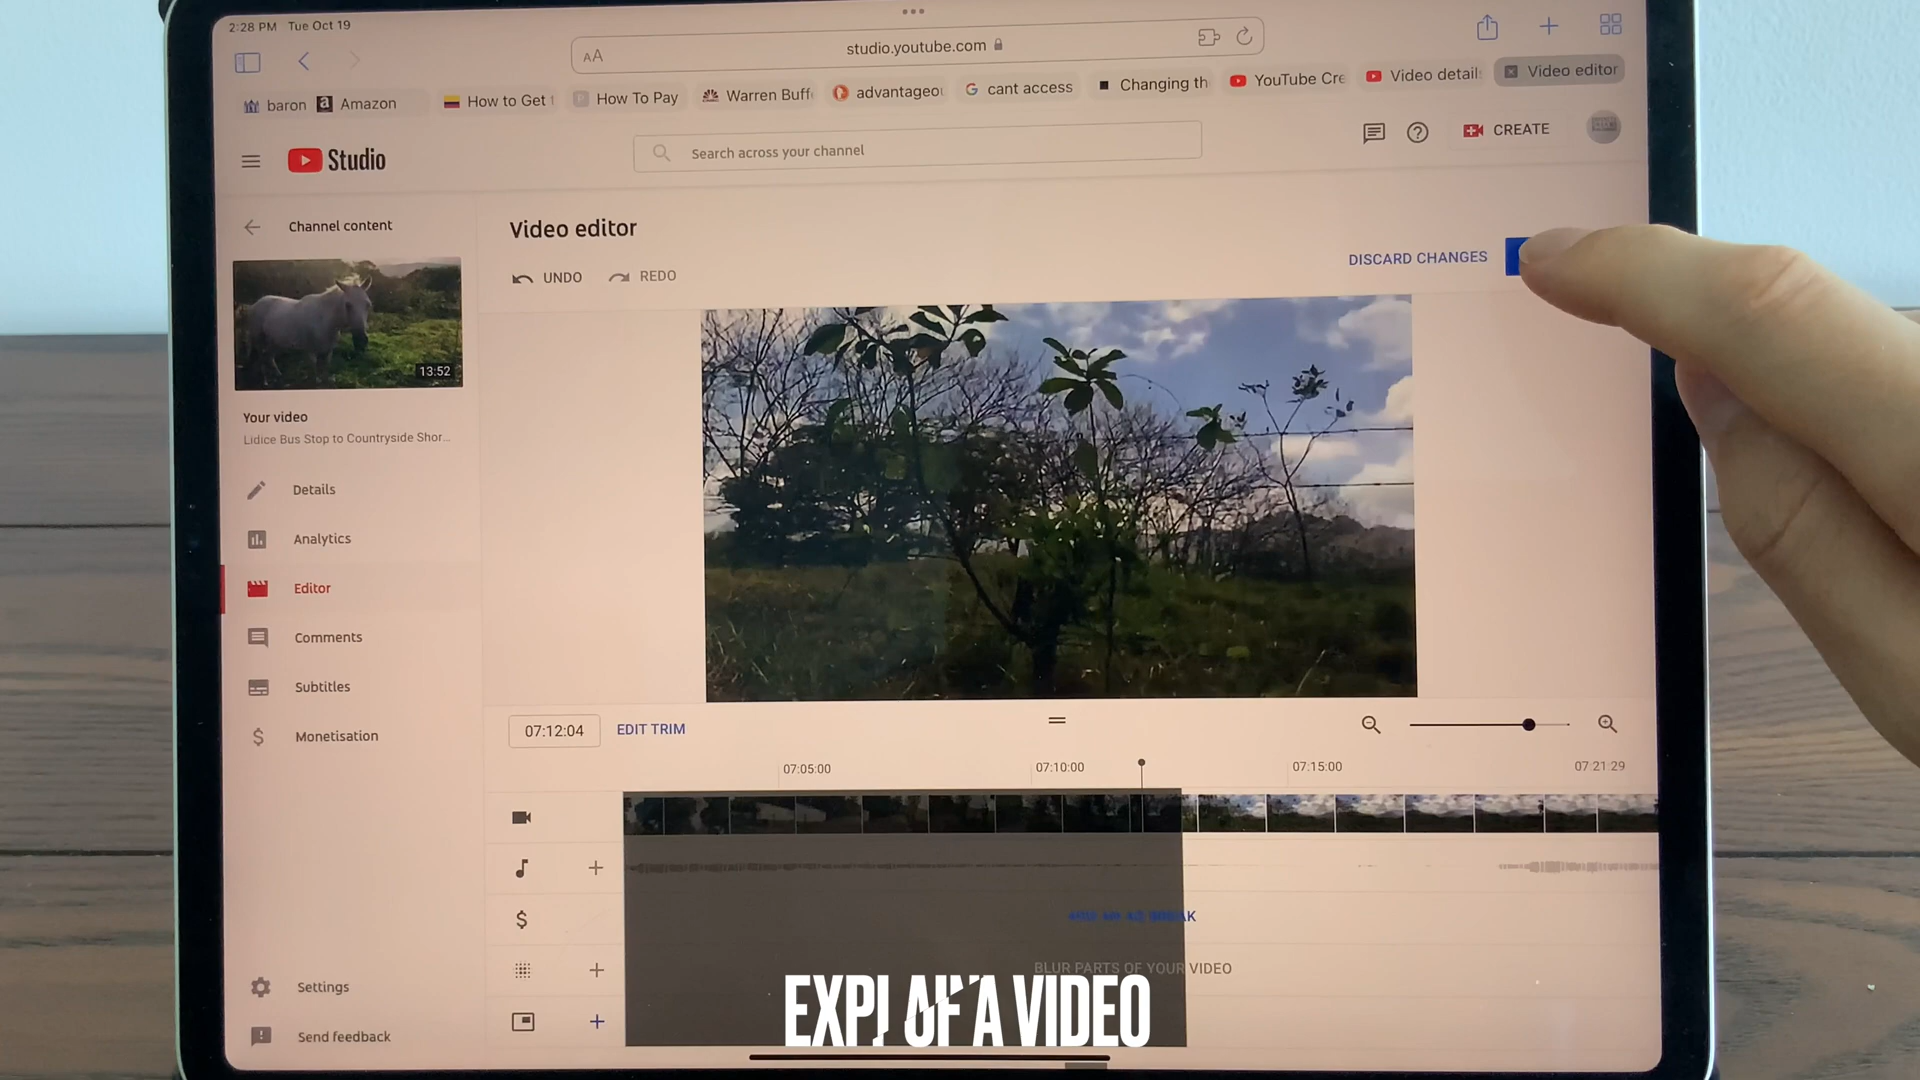 2:28 PM Tue Oct 19
AA studio.youtube.com
baron Amazon How to Get t How To Pay Warren Buff advantageou cant access Changing th YouTube Cre Video detail Video editor
Studio
Search across your channel
CREATE
Channel content
Video editor
UNDO REDO
DISCARD CHANGES
13:52
Your video
Lidice Bus Stop to Countryside Shor...
Details
Analytics
Editor
Comments
Subtitles
Monetisation
Settings
Send feedback
07:12:04 EDIT TRIM
07:05:00 07:10:00 07:15:00 07:21:29
BLUR PARTS OF YOUR VIDEO
OF A VIDEO